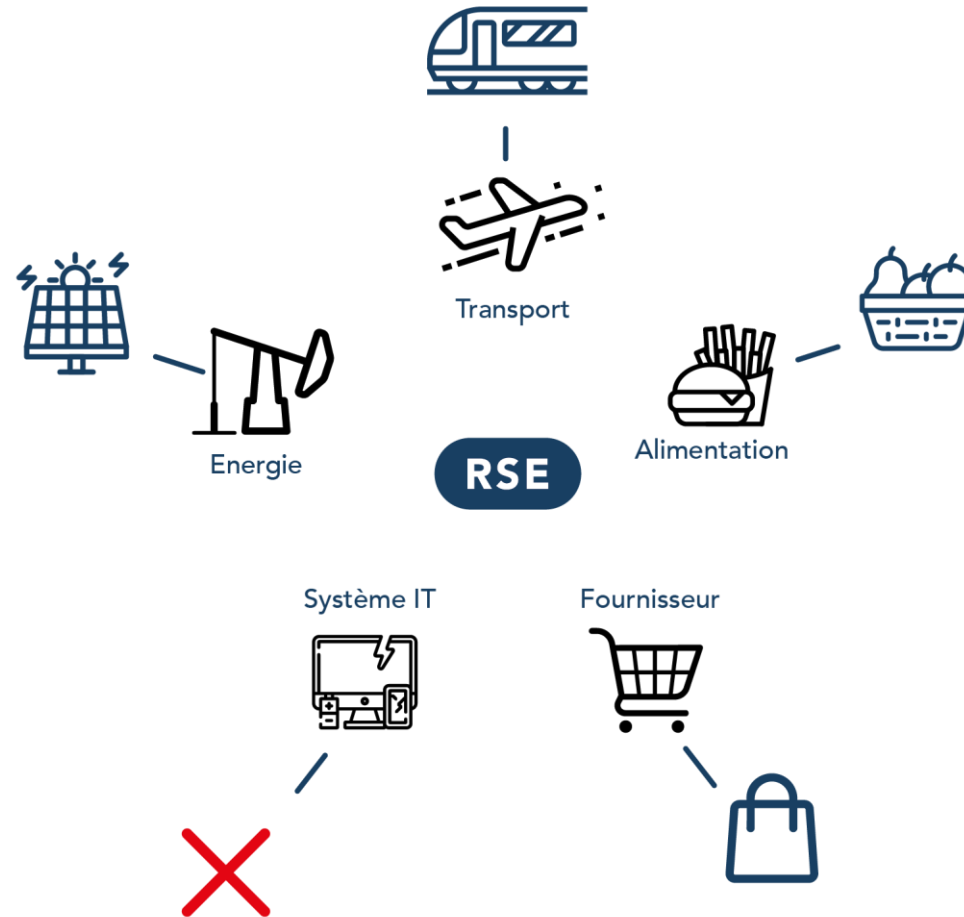 Transport
Alimentation
Energie
RSE
Système IT
Fournisseur